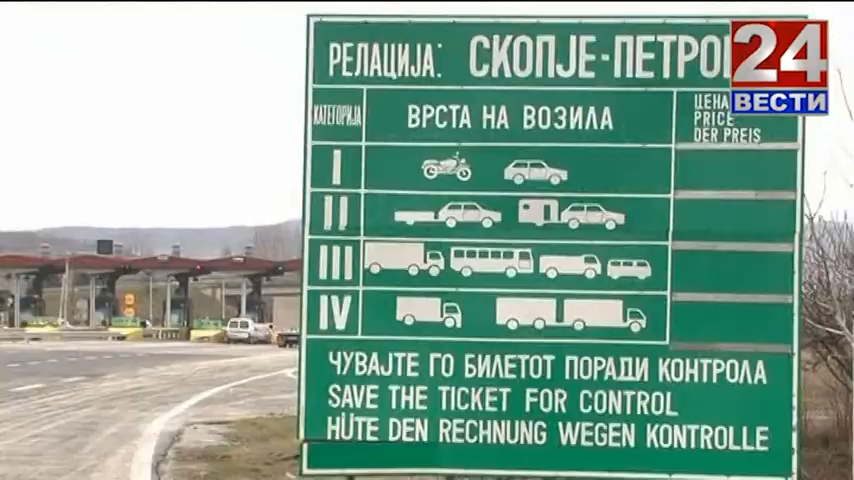 24
ВЕСТИ
РЕЛАЦИЈА: СКОПЈЕ-ПЕТРО
КАТЕГОРИЈА ВРСТА НА ВОЗИЛА
ЦЕНА
PRICE
DER PREIS
I
II
III
IV
ЧУВАЈТЕ ГО БИЛЕТОТ ПОРАДИ КОНТРОЛА
SAVE THE TICKET FOR CONTROL
HÜTE DEN RECHNUNG WEGEN KONTROLLE